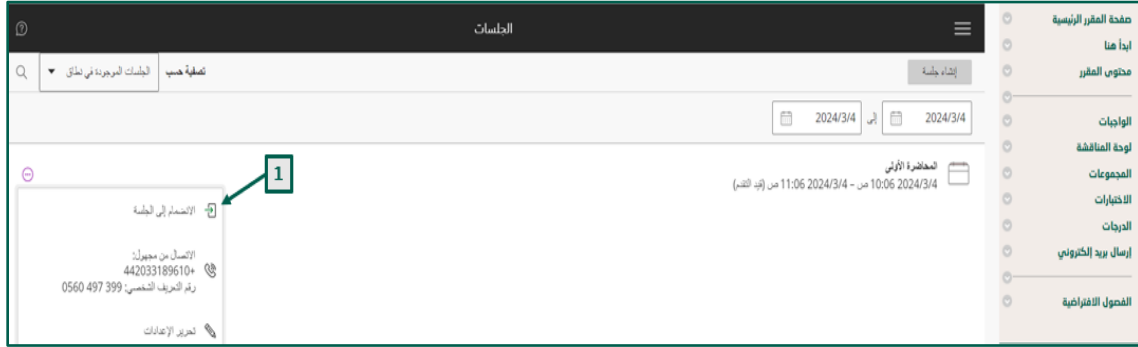 الجلسات
إنشاء جلسة
تصفية حسب
الجلسات الموجودة في نطاق
2024/3/4 إلى 2024/3/4
المحاضرة الأولى
2024/3/4 10:06 ص – 2024/3/4 11:06 ص (قيد التقدم)
1
الانضمام إلى الجلسة
الاتصال من مجهول:
+442033189610
رقم التعريف الشخصي: 399 497 0560
تحرير الإعدادات
صفحة المقرر الرئيسية
ابدأ هنا
محتوى المقرر
الواجبات
لوحة المناقشة
المجموعات
الاختبارات
الدرجات
إرسال بريد إلكتروني
الفصول الافتراضية